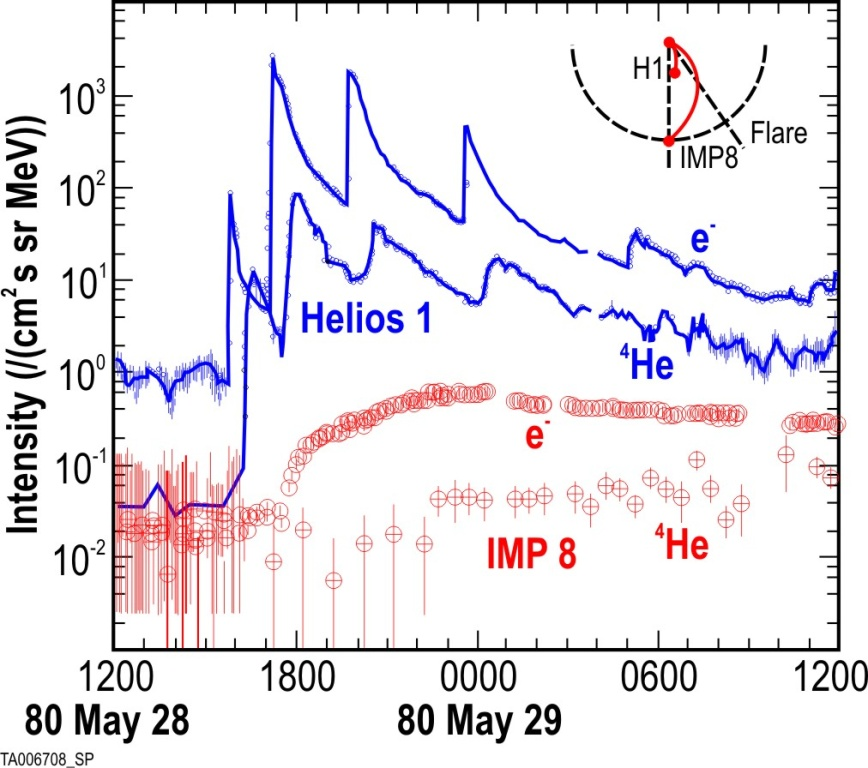 Intensity (/(cm² s sr MeV))
10³
10²
10¹
10⁰
10⁻¹
10⁻²
H1
Flare
IMP8
e⁻
Helios 1
⁴He
e⁻
IMP 8
⁴He
1200 1800 0000 0600 1200
80 May 28 80 May 29
TA006708_SP